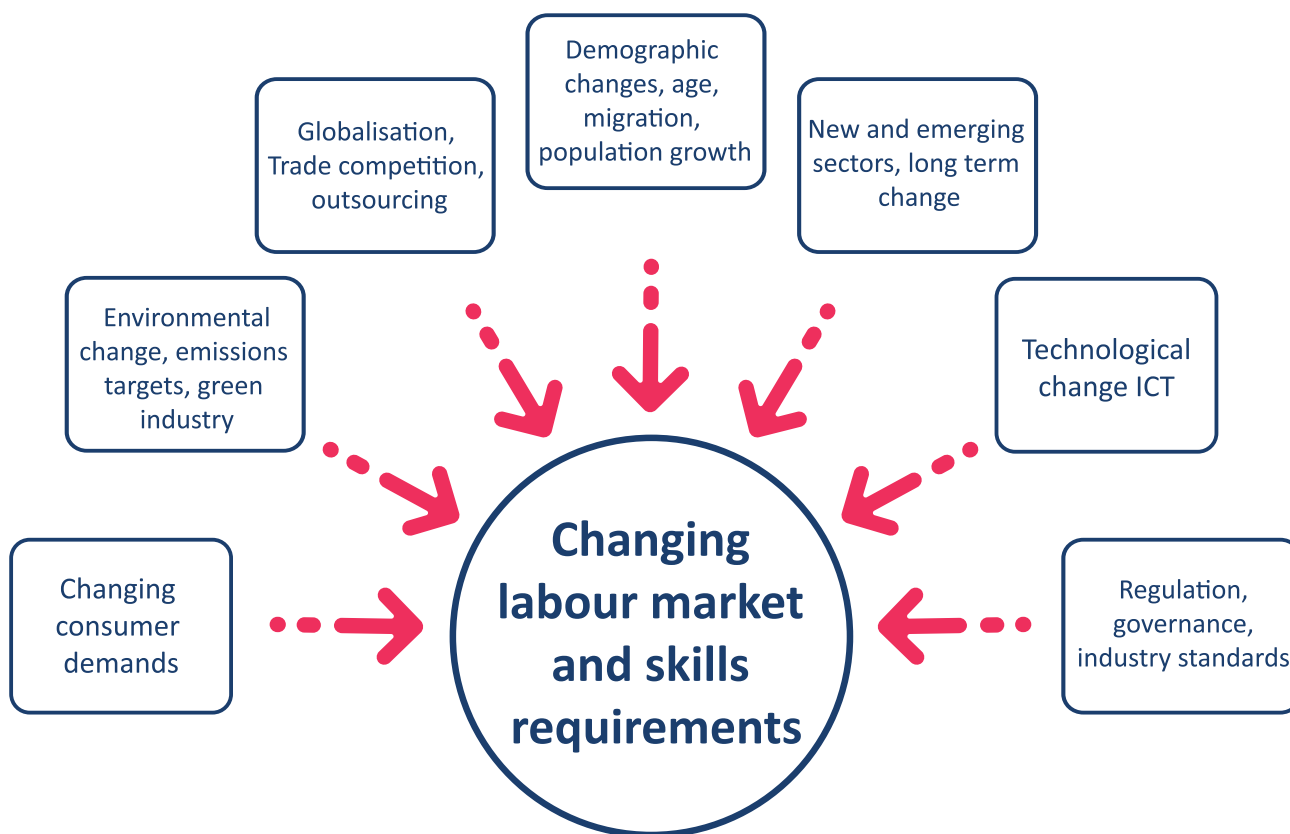 Demographic
changes, age,
migration,
population growth
Globalisation,
Trade competition,
outsourcing
New and emerging
sectors, long term
change
Environmental
change, emissions
targets, green
industry
Technological
change ICT
Changing
consumer
demands
Changing
labour market
and skills
requirements
Regulation,
governance,
industry standards